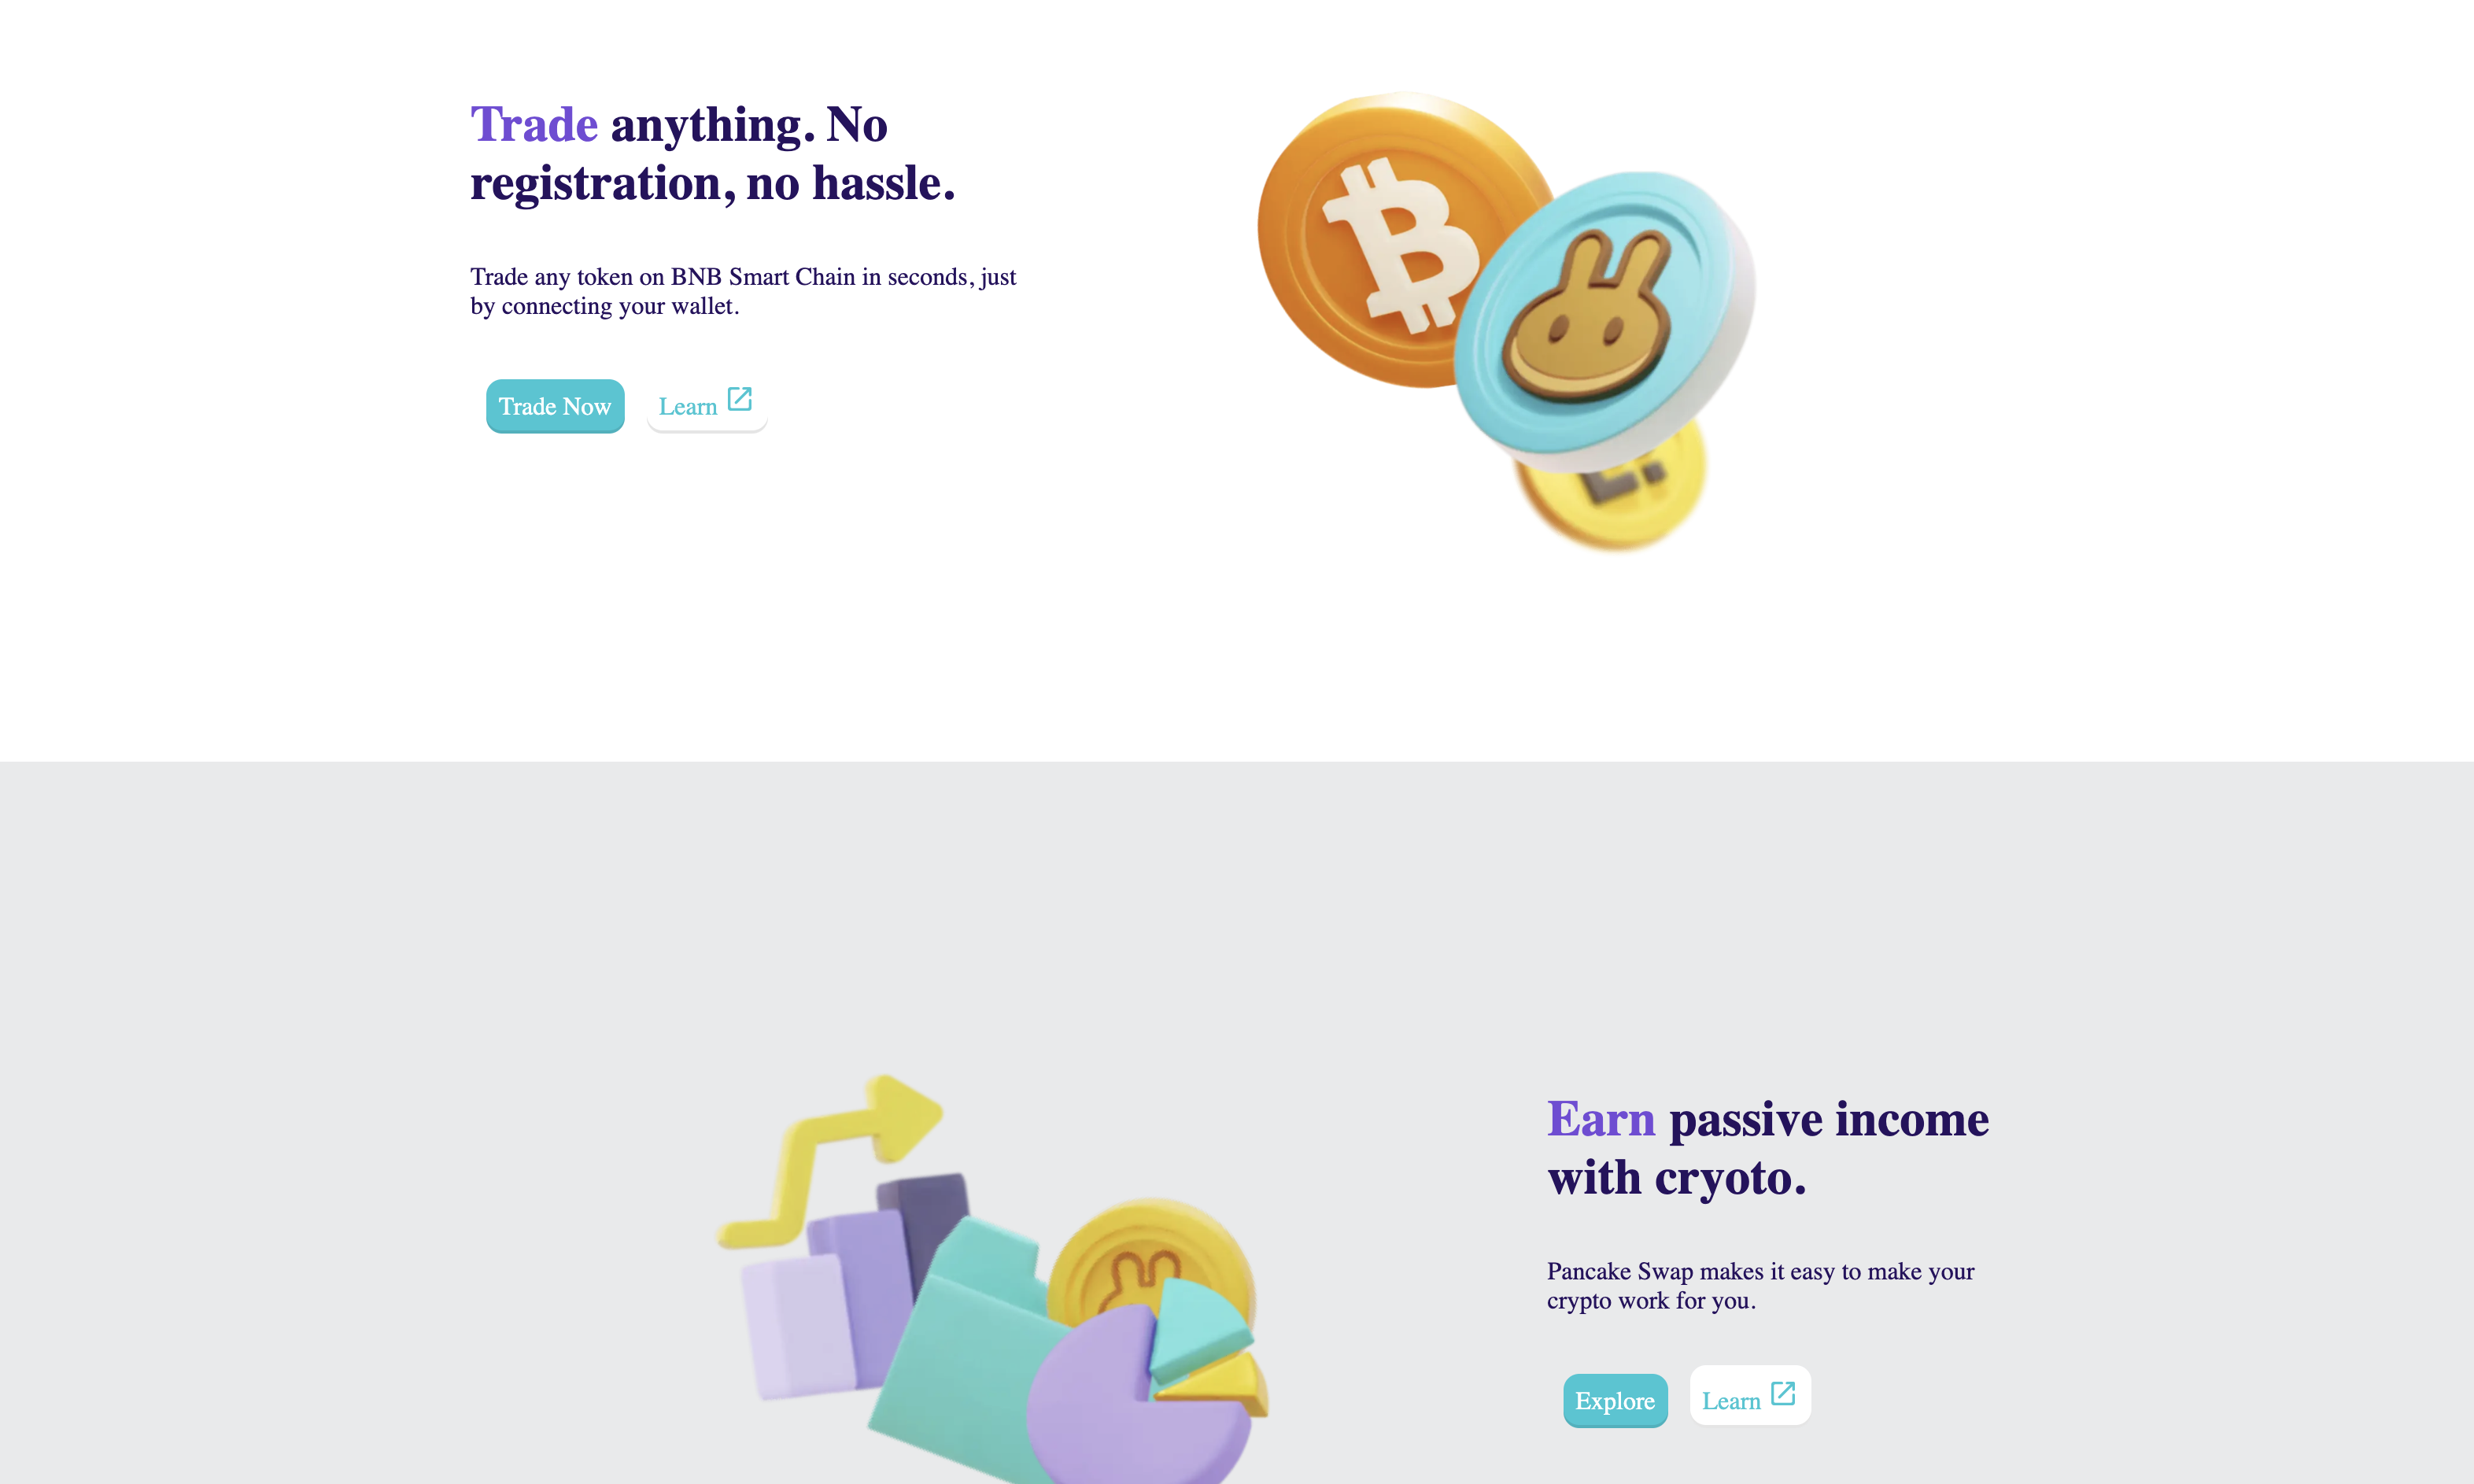 Trade anything. No
registration, no hassle.
Trade any token on BNB Smart Chain in seconds, just
by connecting your wallet.
Trade Now
Learn
Earn passive income
with cryoto.
Pancake Swap makes it easy to make your
crypto work for you.
Explore
Learn